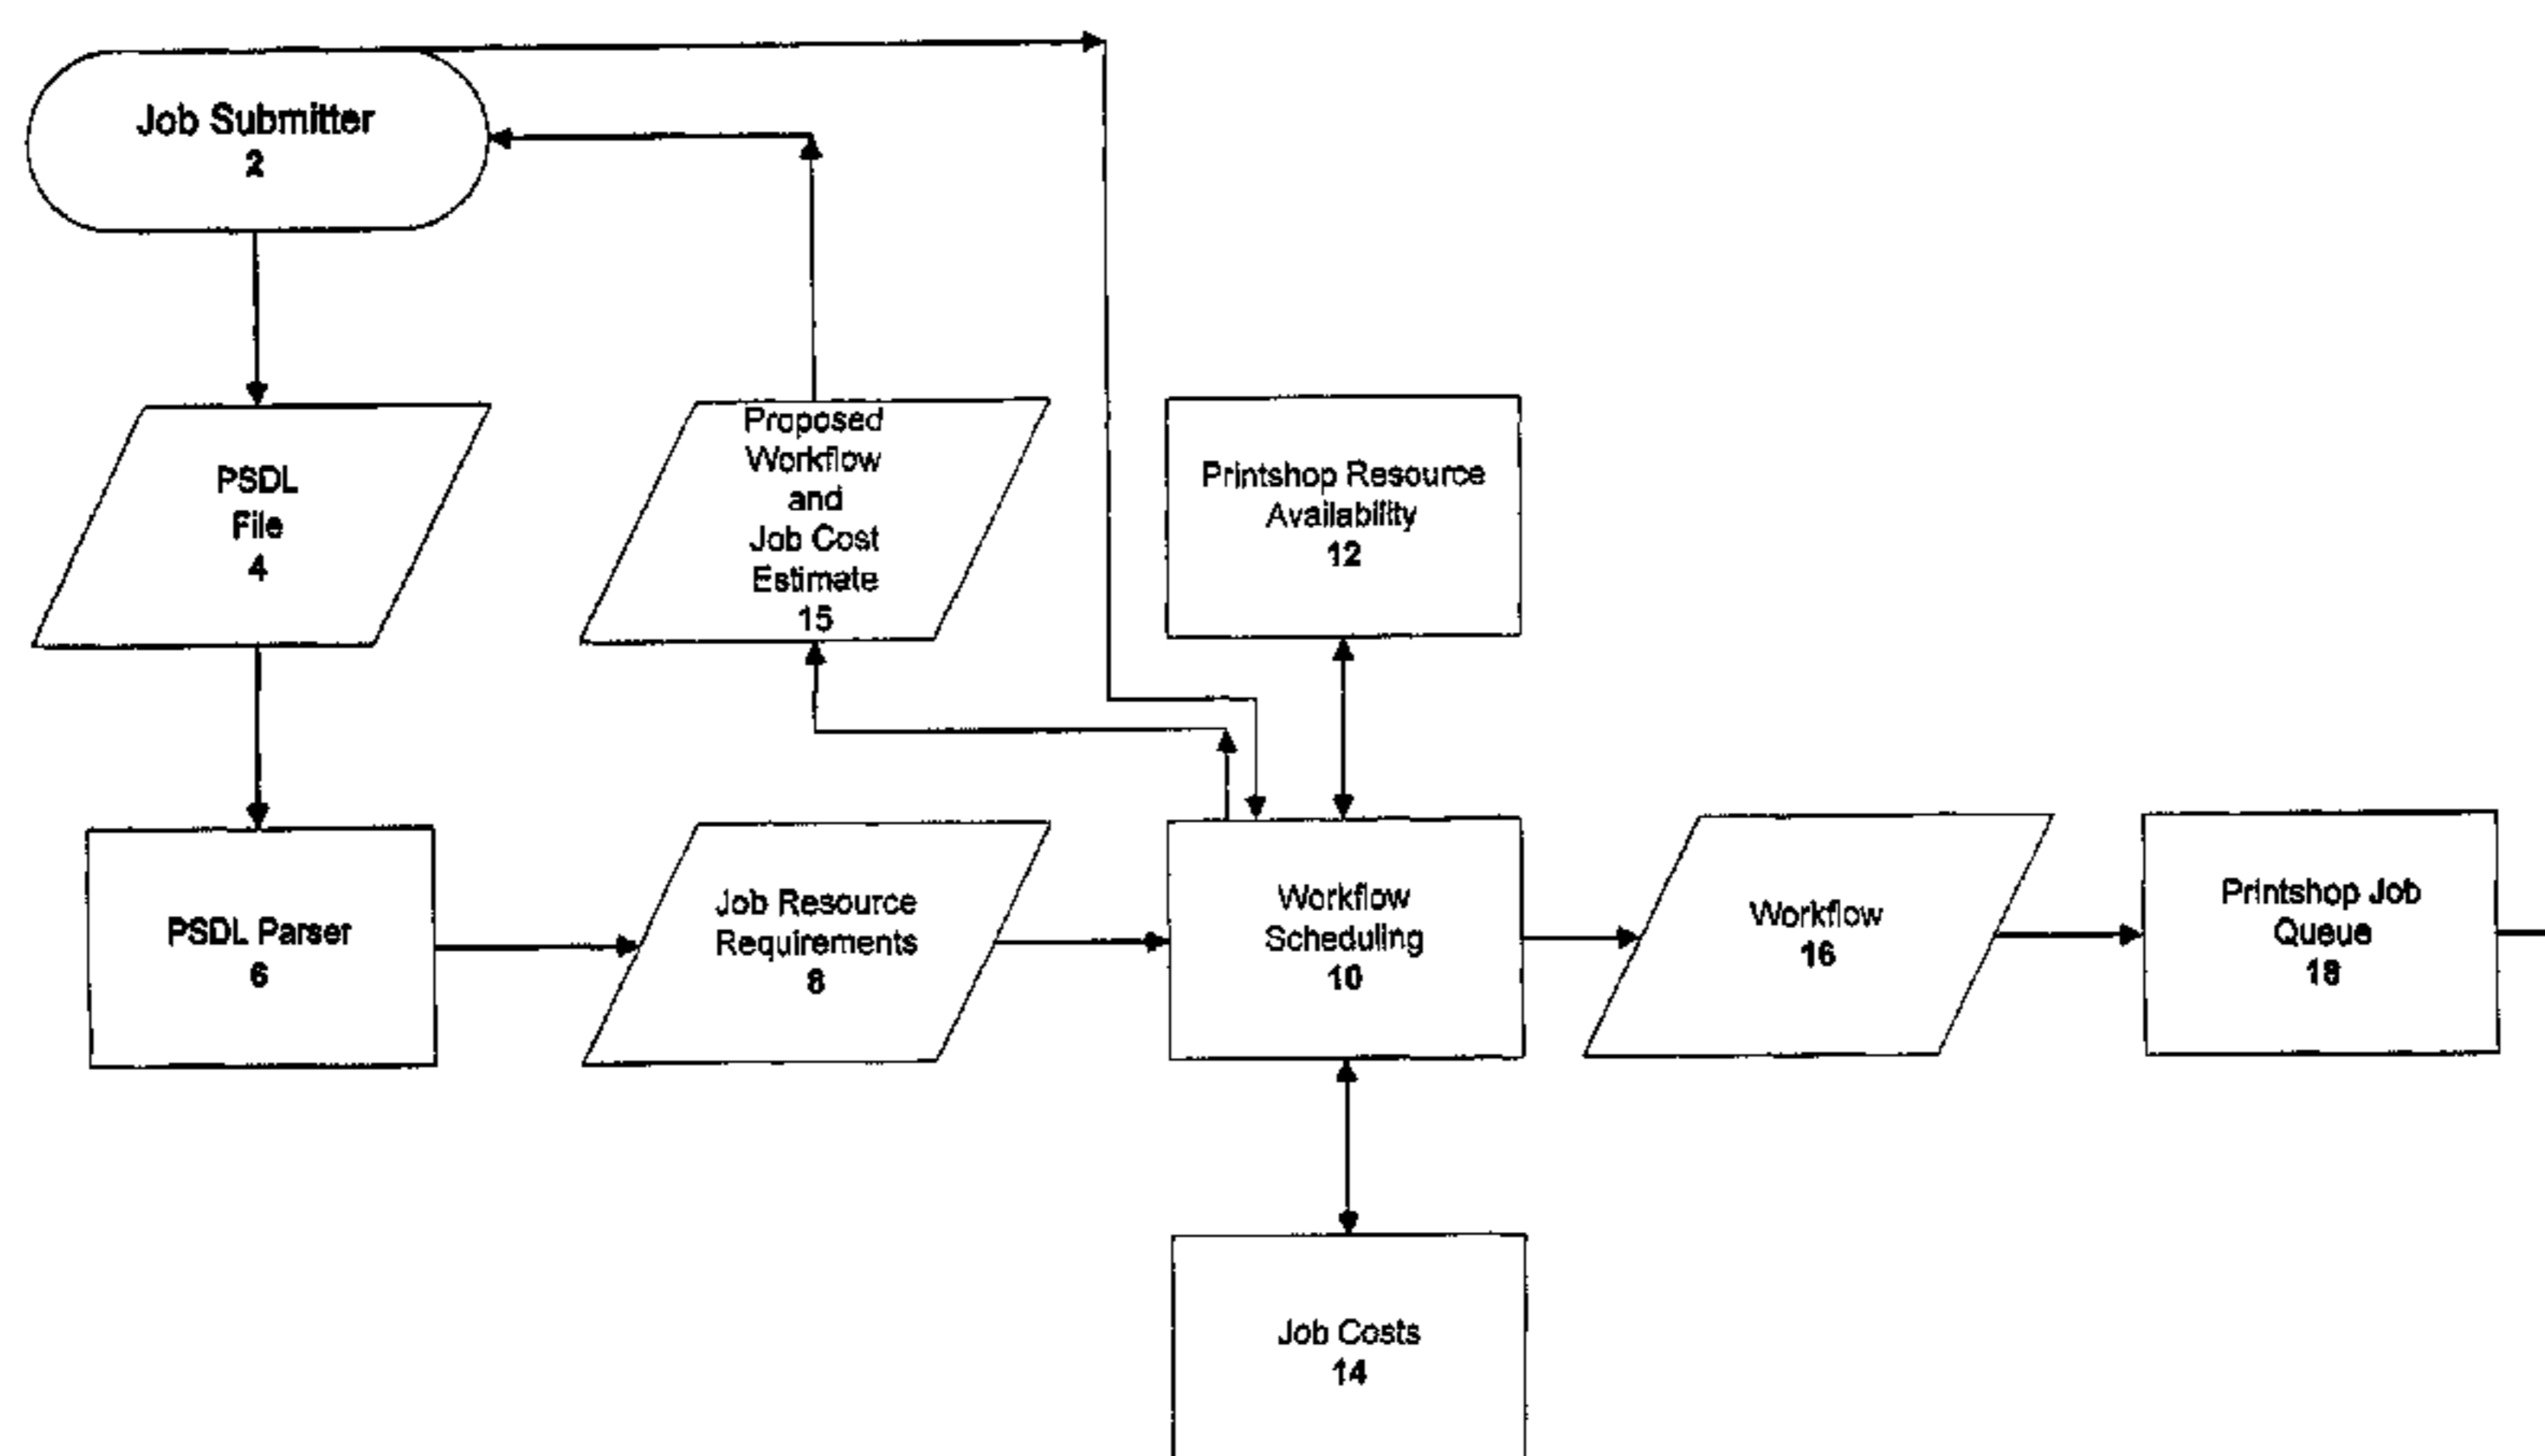 Job Submitter
2
PSDL
File
4
Proposed
Workflow
and
Job Cost
Estimate
15
Printshop Resource
Availability
12
PSDL Parser
6
Job Resource
Requirements
8
Workflow
Scheduling
10
Workflow
16
Printshop Job
Queue
18
Job Costs
14